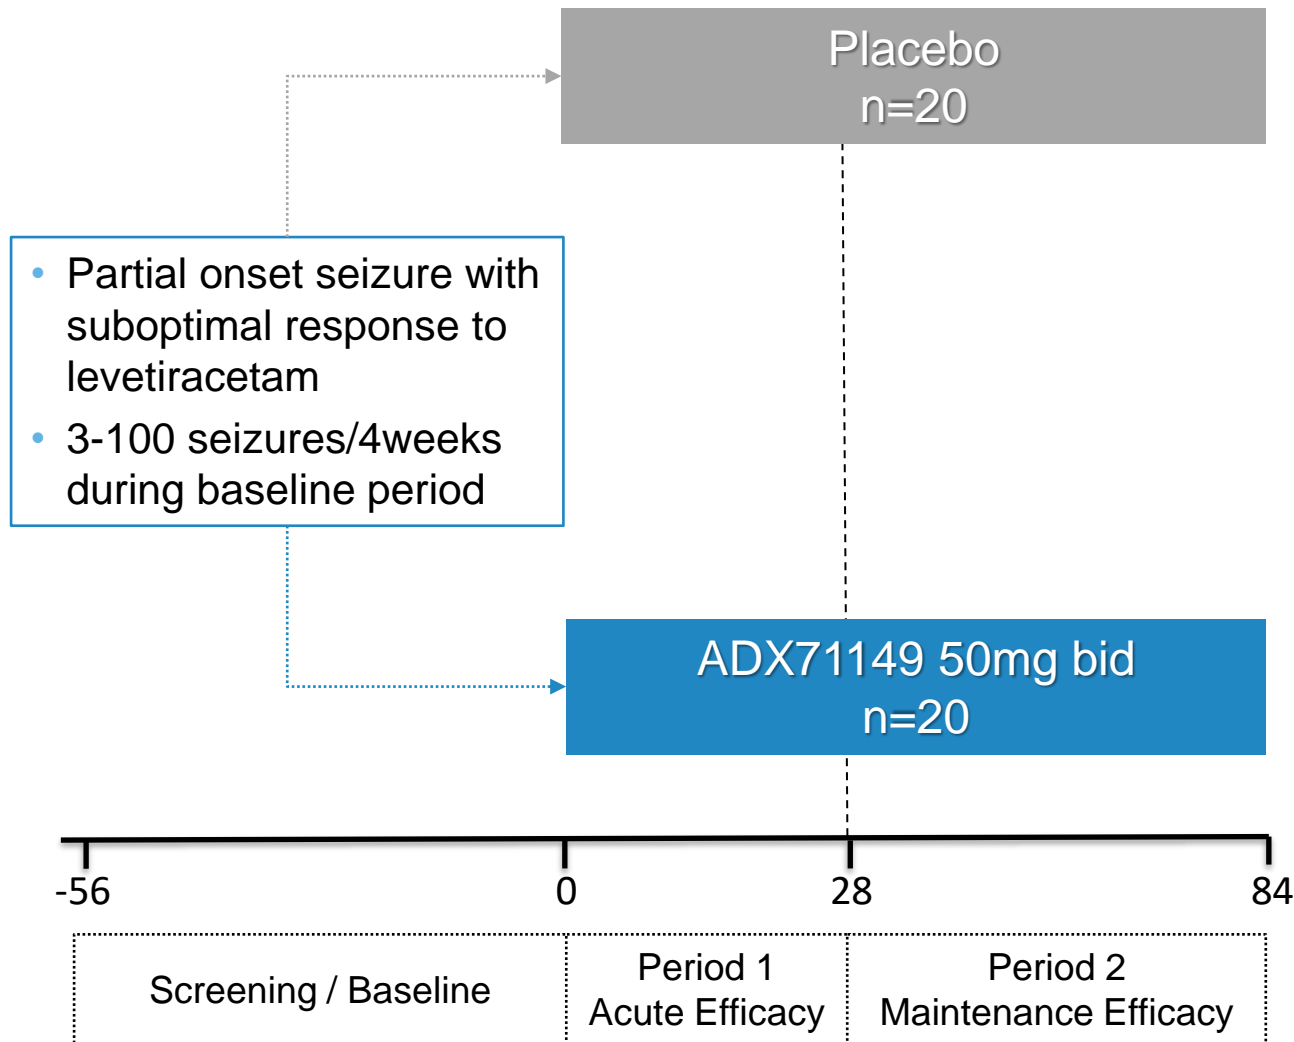 Placebo
n=20
• Partial onset seizure with
suboptimal response to
levetiracetam
• 3-100 seizures/4weeks
during baseline period
ADX71149 50mg bid
n=20
-56 0 28 84
Screening / Baseline
Period 1
Acute Efficacy
Period 2
Maintenance Efficacy